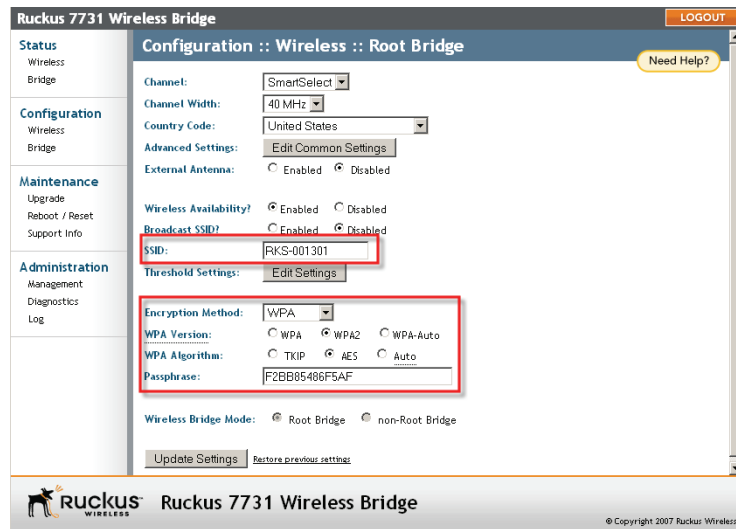 Ruckus 7731 Wireless Bridge
LOGOUT
Status
Wireless
Bridge
Configuration
Wireless
Bridge
Maintenance
Upgrade
Reboot / Reset
Support Info
Administration
Management
Diagnostics
Log
Configuration :: Wireless :: Root Bridge
Need Help?
Channel: SmartSelect
Channel Width: 40 MHz
Country Code: United States
Advanced Settings: Edit Common Settings
External Antenna: Enabled Disabled
Wireless Availability? Enabled Disabled
Broadcast SSID? Enabled Disabled
SSID: RKS-001301
Threshold Settings: Edit Settings
Encryption Method: WPA
WPA Version: WPA WPA2 WPA-Auto
WPA Algorithm: TKIP AES Auto
Passphrase: F2BB85486F5AF
Wireless Bridge Mode: Root Bridge non-Root Bridge
Update Settings Restore previous settings
Ruckus WIRELESS Ruckus 7731 Wireless Bridge
© Copyright 2007 Ruckus Wireless